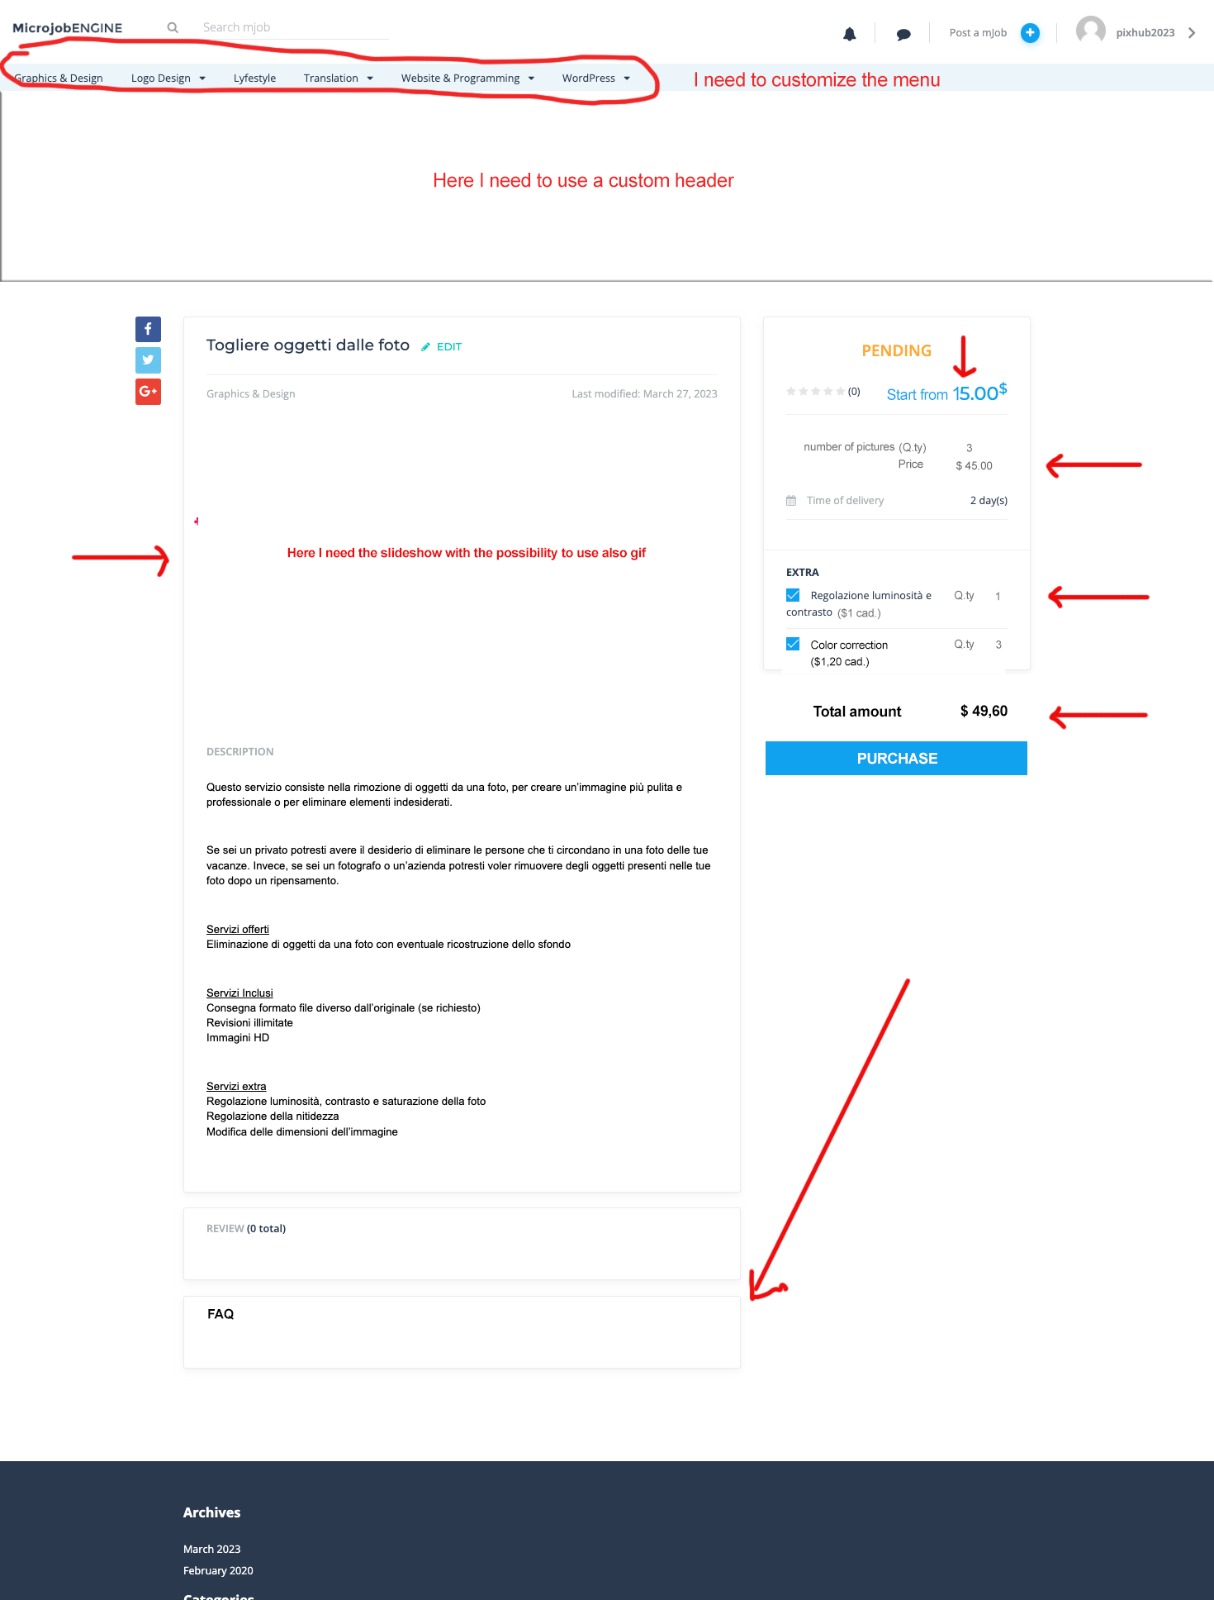 MicrojobENGINE Search mjob Post a mJob pixhub2023
Graphics & Design Logo Design Lyfestyle Translation Website & Programming WordPress I need to customize the menu
Here I need to use a custom header
Togliere oggetti dalle foto EDIT
Graphics & Design Last modified: March 27, 2023
Here I need the slideshow with the possibility to use also gif
DESCRIPTION
Questo servizio consiste nella rimozione di oggetti da una foto, per creare un'immagine più pulita e
professionale o per eliminare elementi indesiderati.
Se sei un privato potresti avere il desiderio di eliminare le persone che ti circondano in una foto delle tue
vacanze. Invece, se sei un fotografo o un'azienda potresti voler rimuovere degli oggetti presenti nelle tue
foto dopo un ripensamento.
Servizi offerti
Eliminazione di oggetti da una foto con eventuale ricostruzione dello sfondo
Servizi Inclusi
Consegna formato file diverso dall'originale (se richiesto)
Revisioni illimitate
Immagini HD
Servizi extra
Regolazione luminosità, contrasto e saturazione della foto
Regolazione della nitidezza
Modifica delle dimensioni dell'immagine
REVIEW (0 total)
FAQ
PENDING
(0) Start from 15.00$
number of pictures (Q.ty) 3
Price $ 45.00
Time of delivery 2 day(s)
EXTRA
Regolazione luminosità e Q.ty 1
contrasto ($1 cad.)
Color correction Q.ty 3
($1,20 cad.)
Total amount $ 49,60
PURCHASE
Archives
March 2023
February 2020
Categories